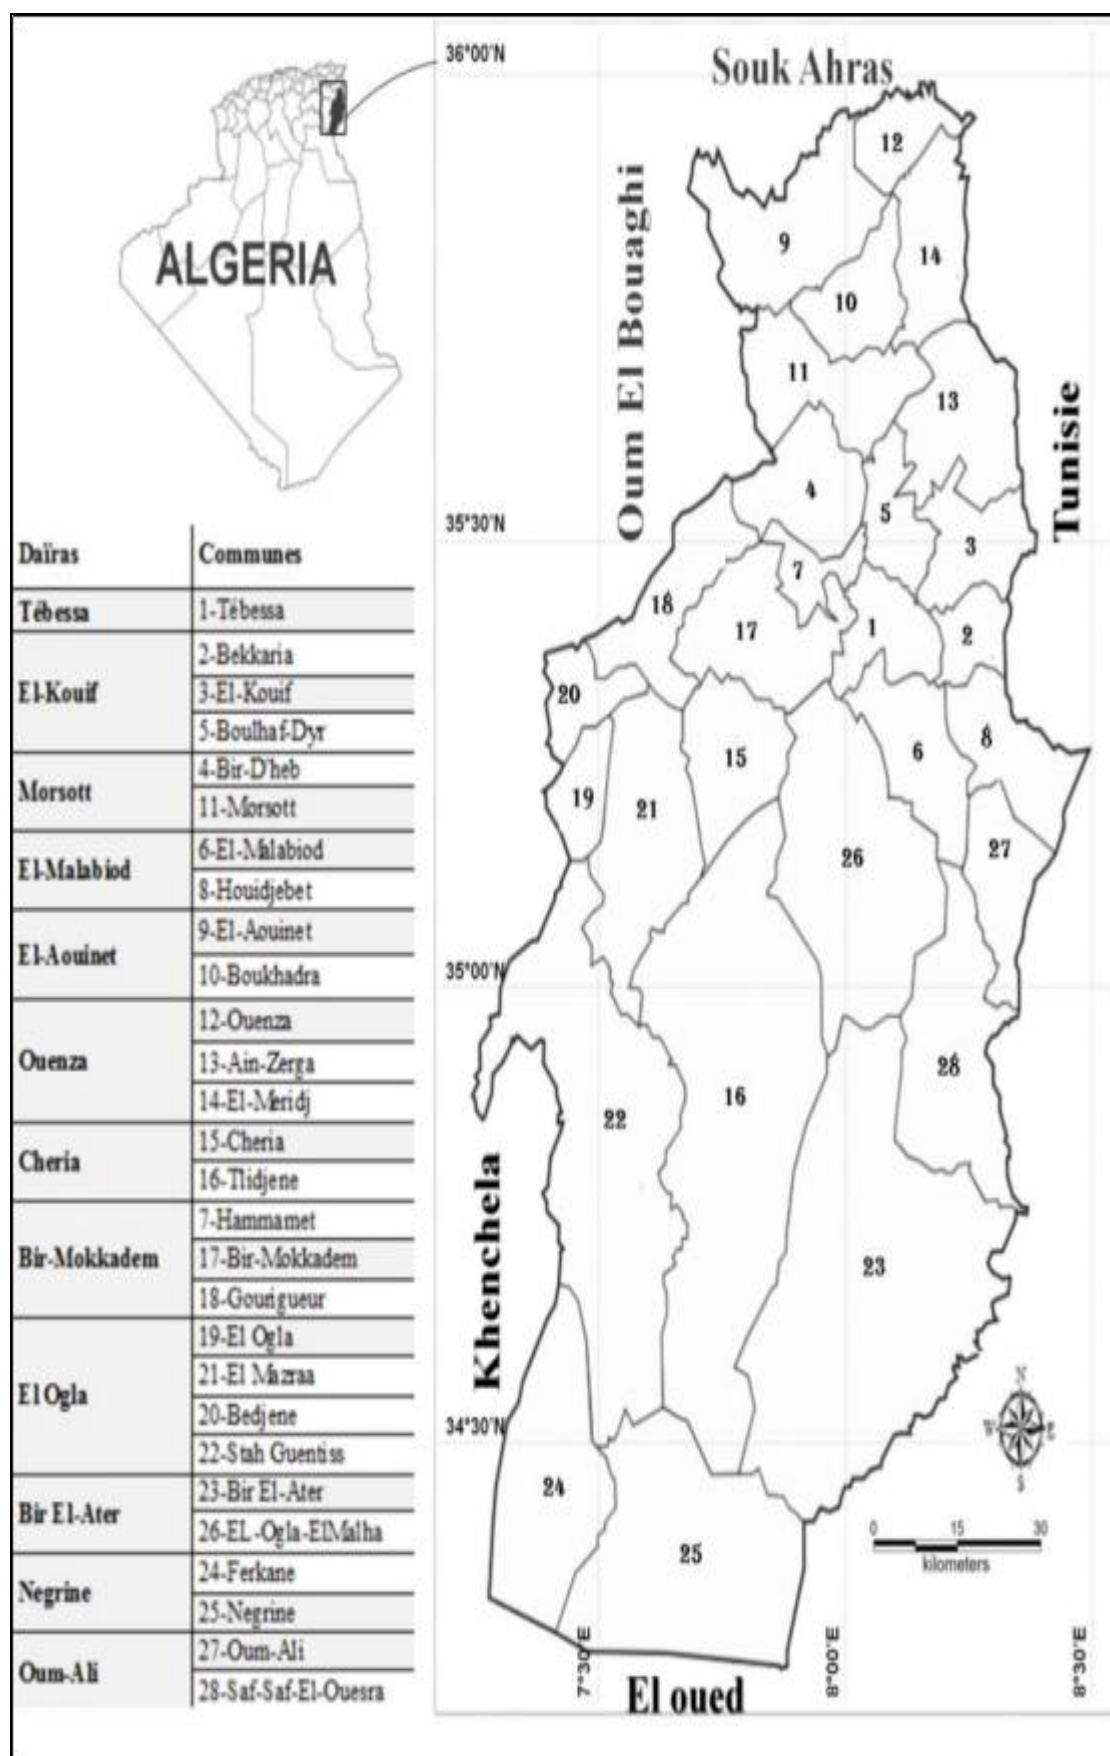 ALGERIA
36°00'N
Souk Ahras
Oum El Bouaghi
Tunisie
35°30'N
35°00'N
Khenchela
34°30'N
El oued
7°30'E
8°00'E
8°30'E
N
W
E
S
0 15 30
kilometers
12
9
14
10
11
13
4
5
3
7
18
17
1
2
20
15
6
8
19
21
26
27
28
16
22
23
24
25
Daïras Communes
Tébessa
1-Tébessa
El-Kouif
2-Bekkaria
3-El-Kouif
5-Boulhaf-Dyr
Morsott
4-Bir-D'heb
11-Morsott
El-Malabiod
6-El-Malabiod
8-Houidjebet
El-Aouinet
9-El-Aouinet
10-Boukhadra
Ouenza
12-Ouenza
13-Ain-Zerga
14-El-Meridj
Cheria
15-Cheria
16-Tlidjene
Bir-Mokkadem
7-Hammamet
17-Bir-Mokkadem
18-Gourigueur
El Ogla
19-El Ogla
21-El Mazraa
20-Bedjene
22-Stah Guentiss
Bir El-Ater
23-Bir El-Ater
26-EL-Ogla-ElMalha
Negrine
24-Ferkane
25-Negrine
Oum-Ali
27-Oum-Ali
28-Saf-Saf-El-Ouesra